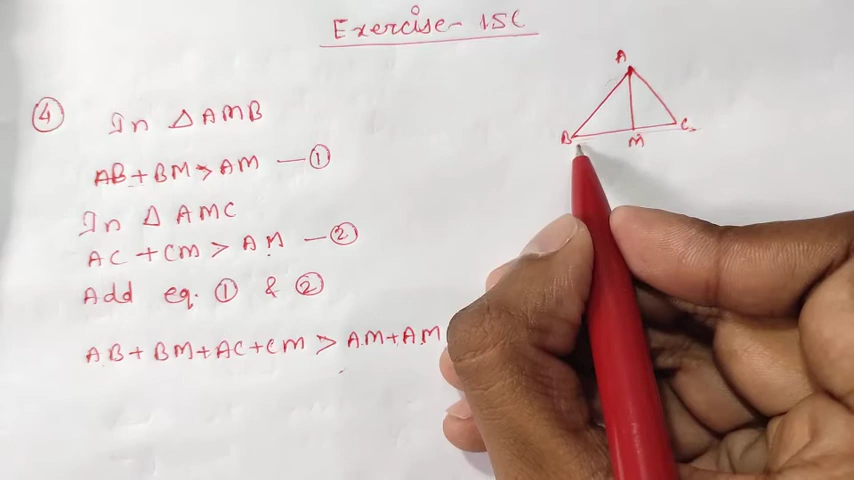 Exercise- 15C
④ In △AMB
AB+BM>AM —①
In △AMC
AC+CM>AM —②
Add eq. ① & ②
AB+BM+AC+CM>AM+AM
A
B
M
C